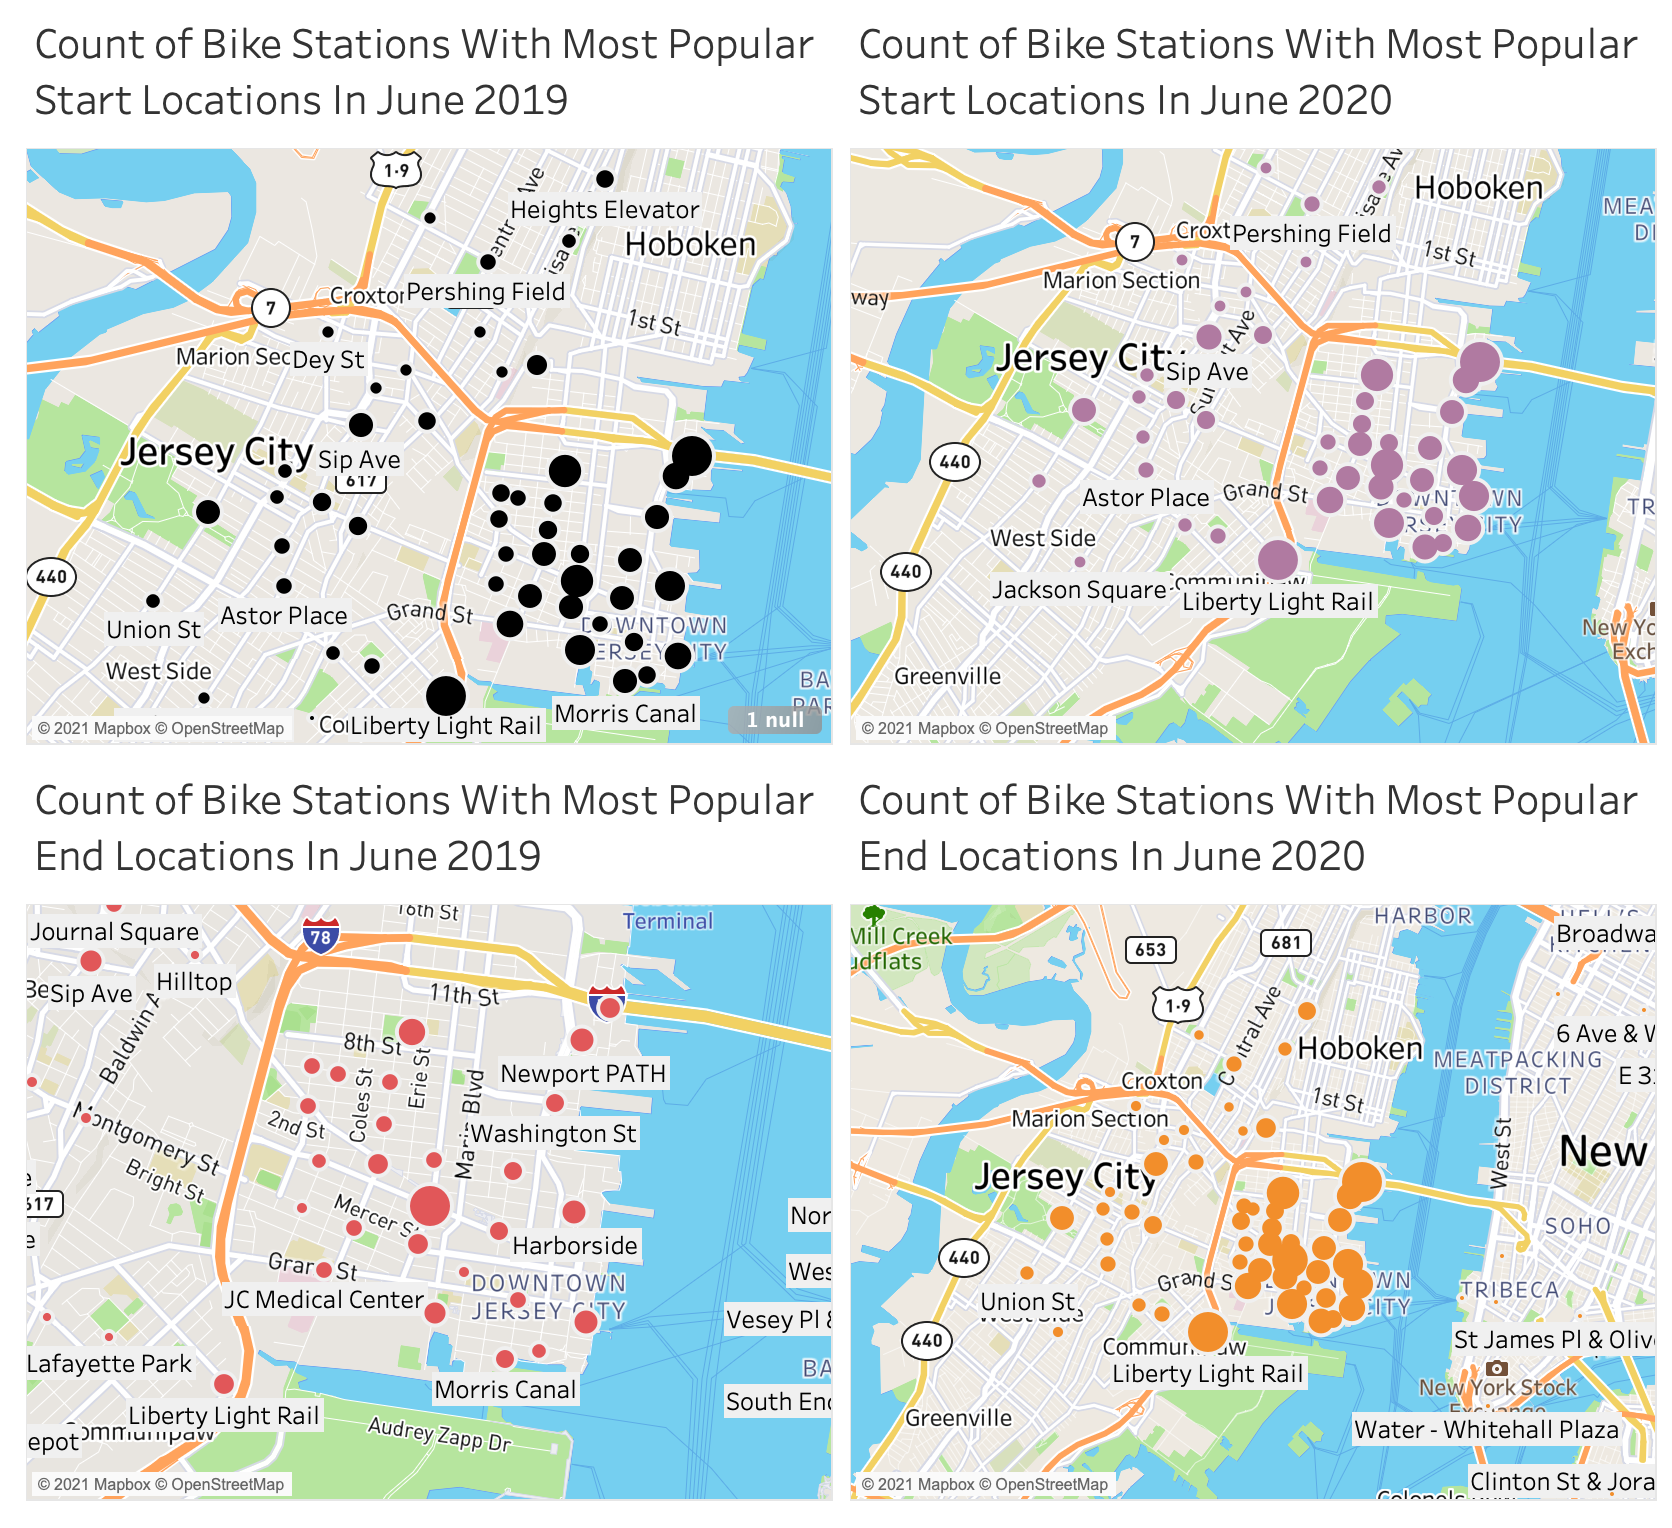 Count of Bike Stations With Most Popular
Start Locations In June 2019
1·9
Heights Elevator
Hoboken
7
Pershing Field
1st St
Dey St
Jersey City
Sip Ave
617
440
Union St
Astor Place
Grand St
West Side
DOWNTOWN
Liberty Light Rail
Morris Canal
1 null
© 2021 Mapbox © OpenStreetMap
Count of Bike Stations With Most Popular
Start Locations In June 2020
Hoboken
7
Pershing Field
1st St
Marion Section
way
Jersey City
Sip Ave
440
Astor Place
Grand St
West Side
440
Jackson Square
Liberty Light Rail
Greenville
© 2021 Mapbox © OpenStreetMap
Count of Bike Stations With Most Popular
End Locations In June 2019
16th St
Terminal
Journal Square
78
Hilltop
Sip Ave
11th St
Baldwin A
8th St
Erie St
Newport PATH
Coles St
2nd St
Washington St
Montgomery St
Bright St
617
Mercer St
Harborside
Grand St
DOWNTOWN
JERSEY CITY
JC Medical Center
Vesey Pl &
Lafayette Park
Morris Canal
South End
Liberty Light Rail
epot
Audrey Zapp Dr
© 2021 Mapbox © OpenStreetMap
Count of Bike Stations With Most Popular
End Locations In June 2020
HARBOR
Mill Creek
udflats
653
681
Broadwa
1·9
6 Ave & W
Hoboken
MEATPACKING
DISTRICT
E 3
Croxton
Marion Section
1st St
West St
New
Jersey City
SOHO
440
Grand S
TRIBECA
Union St
440
Liberty Light Rail
St James Pl & Oliv
New York Stock
Exchange
Greenville
Water - Whitehall Plaza
Clinton St & Jora
© 2021 Mapbox © OpenStreetMap